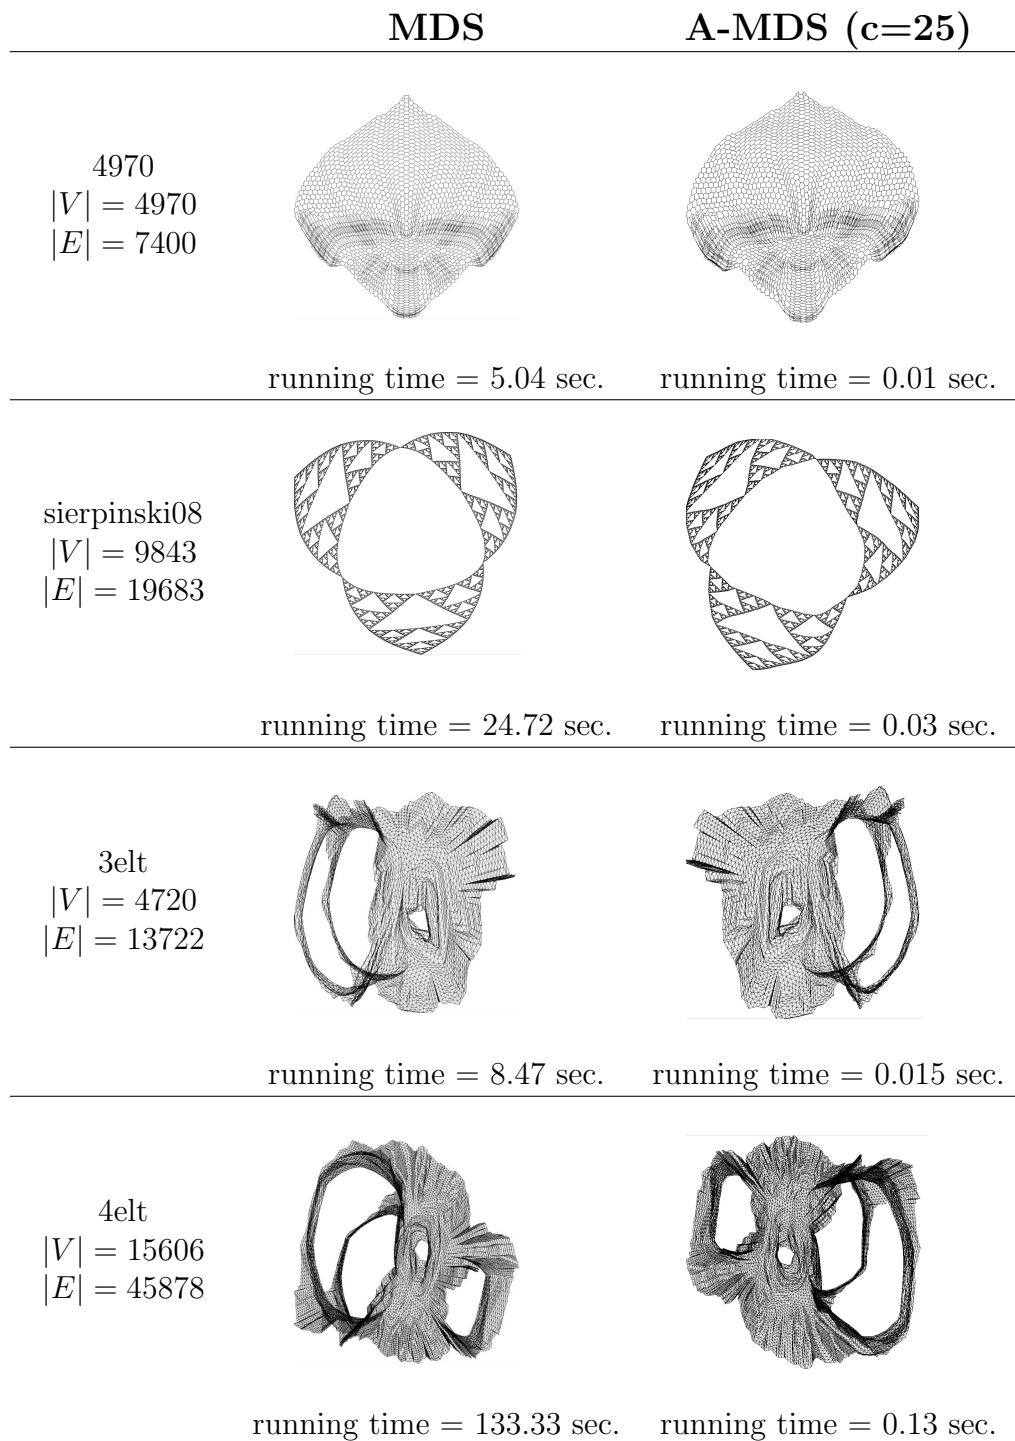 MDS A-MDS (c=25)
4970
|V| = 4970
|E| = 7400
running time = 5.04 sec. running time = 0.01 sec.
sierpinski08
|V| = 9843
|E| = 19683
running time = 24.72 sec. running time = 0.03 sec.
3elt
|V| = 4720
|E| = 13722
running time = 8.47 sec. running time = 0.015 sec.
4elt
|V| = 15606
|E| = 45878
running time = 133.33 sec. running time = 0.13 sec.